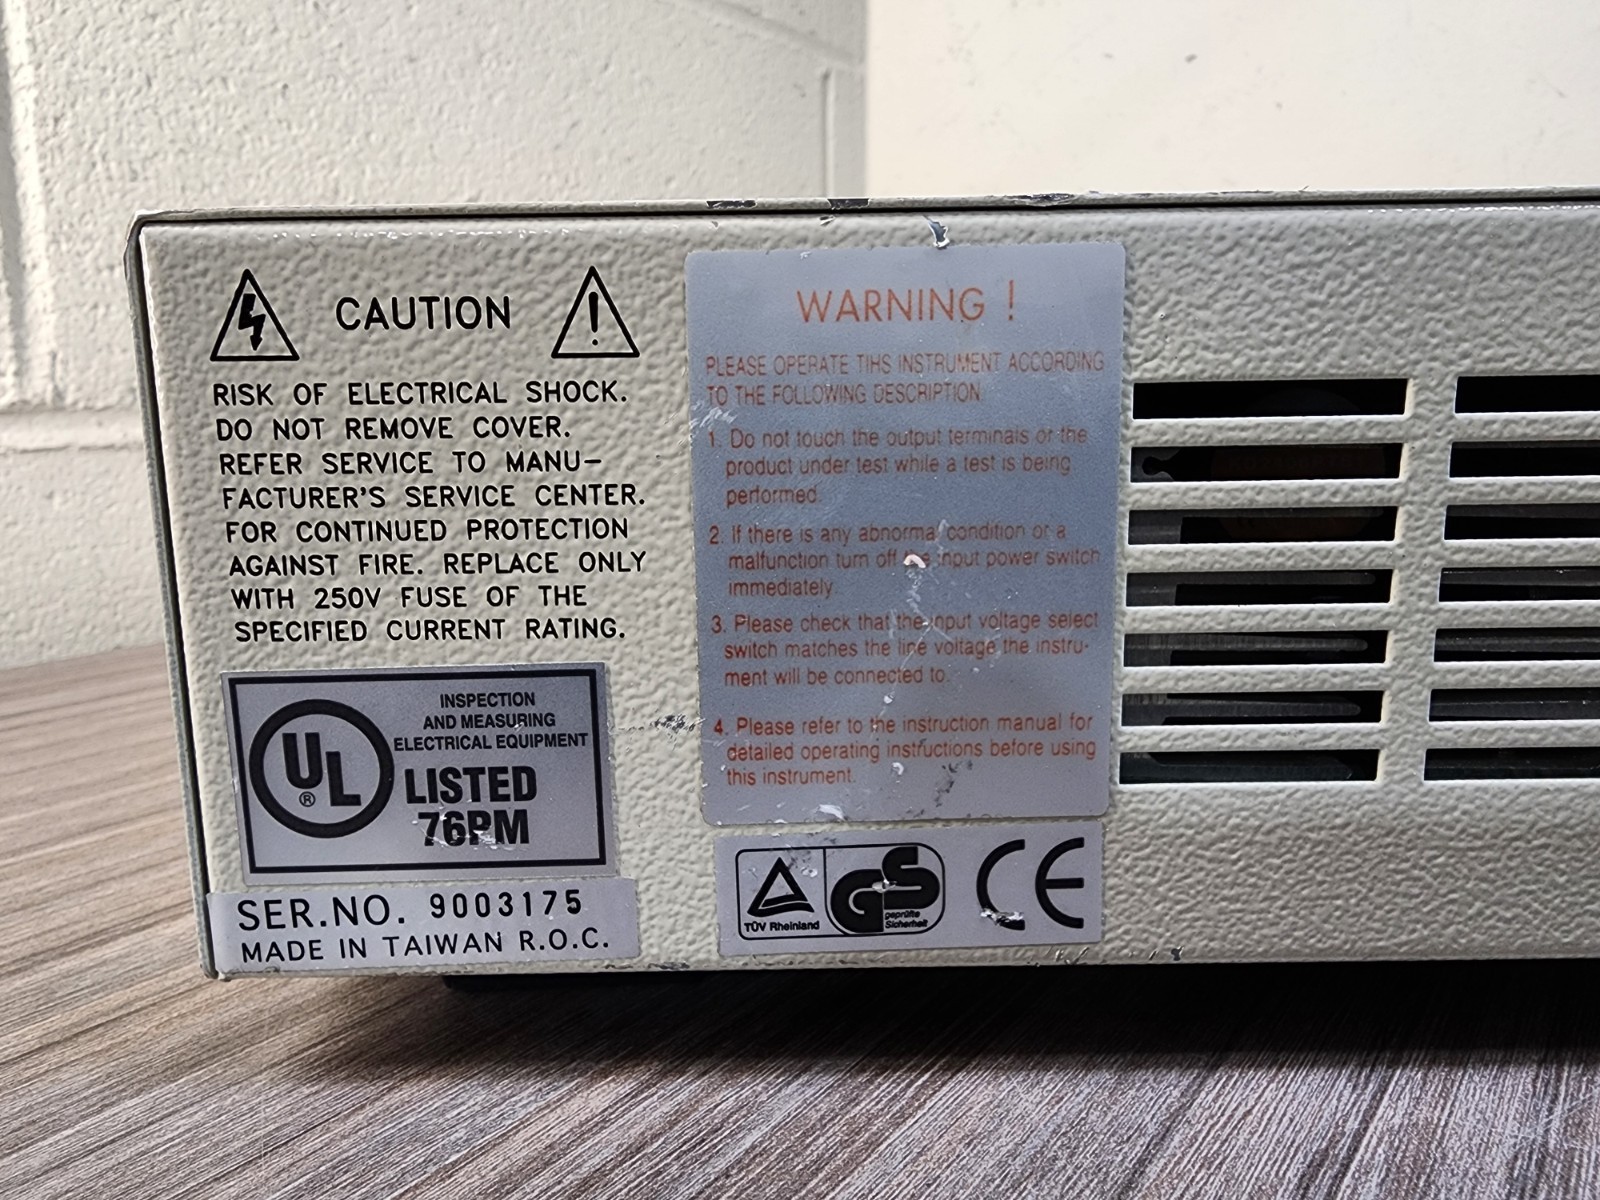 CAUTION
RISK OF ELECTRICAL SHOCK.
DO NOT REMOVE COVER.
REFER SERVICE TO MANU-
FACTURER'S SERVICE CENTER.
FOR CONTINUED PROTECTION
AGAINST FIRE. REPLACE ONLY
WITH 250V FUSE OF THE
SPECIFIED CURRENT RATING.
UL
®
INSPECTION
AND MEASURING
ELECTRICAL EQUIPMENT
LISTED
76PM
SER.NO. 9003175
MADE IN TAIWAN R.O.C.
WARNING !
PLEASE OPERATE TIHS INSTRUMENT ACCORDING
TO THE FOLLOWING DESCRIPTION
1. Do not touch the output terminals or the
product under test while a test is being
performed.
2. If there is any abnormal condition or a
malfunction turn off the input power switch
immediately.
3. Please check that the input voltage select
switch matches the line voltage the instru-
ment will be connected to.
4. Please refer to the instruction manual for
detailed operating instructions before using
this instrument.
TÜV Rheinland
GS
geprüfte
Sicherheit
CE